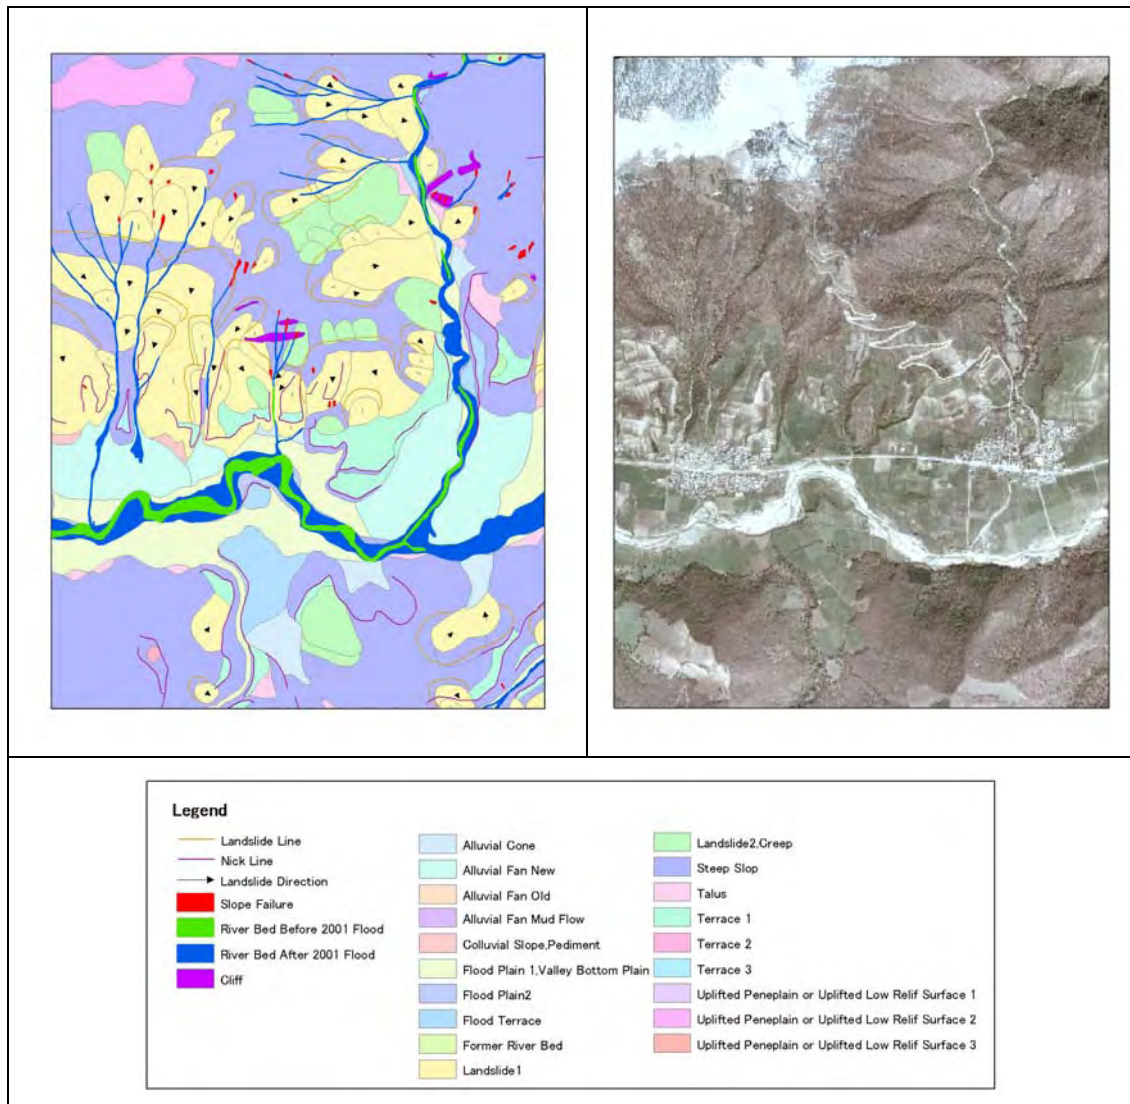 Legend
Landslide Line
Nick Line
Landslide Direction
Slope Failure
River Bed Before 2001 Flood
River Bed After 2001 Flood
Cliff
Alluvial Cone
Alluvial Fan New
Alluvial Fan Old
Alluvial Fan Mud Flow
Colluvial Slope,Pediment
Flood Plain 1,Valley Bottom Plain
Flood Plain2
Flood Terrace
Former River Bed
Landslide1
Landslide2,Creep
Steep Slop
Talus
Terrace 1
Terrace 2
Terrace 3
Uplifted Peneplain or Uplifted Low Relif Surface 1
Uplifted Peneplain or Uplifted Low Relif Surface 2
Uplifted Peneplain or Uplifted Low Relif Surface 3